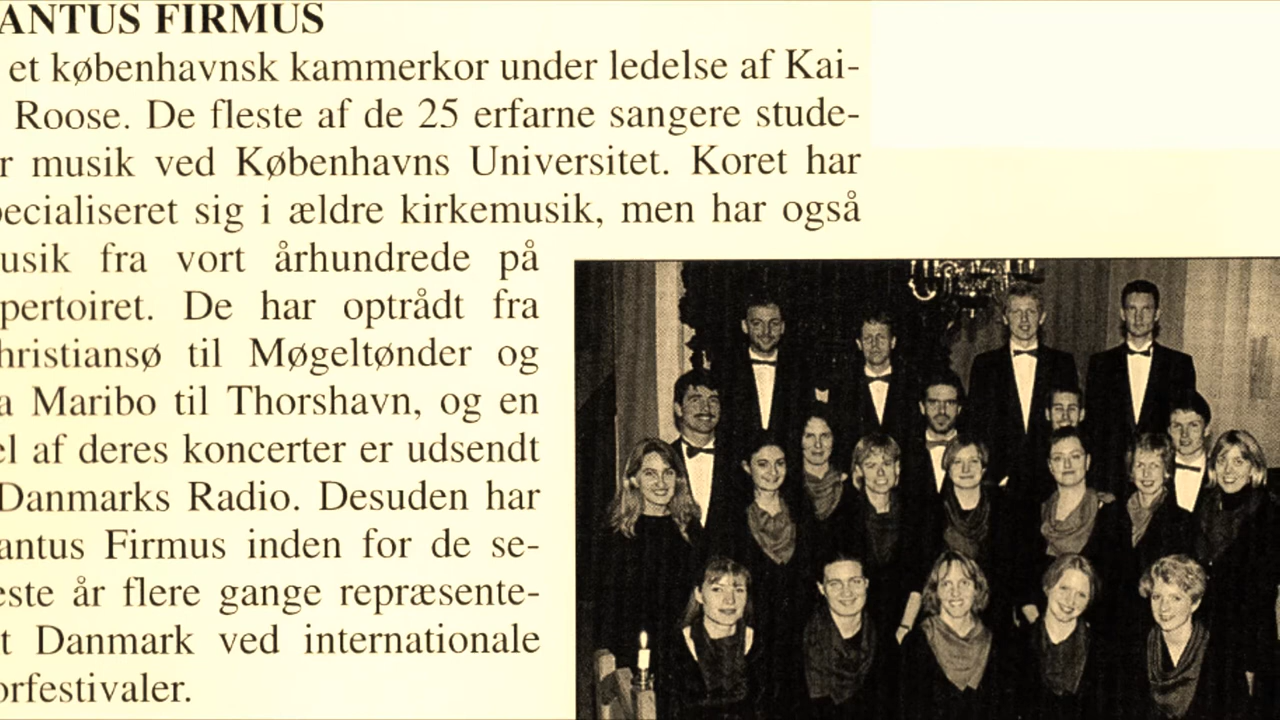 ANTUS FIRMUS
et københavnsk kammerkor under ledelse af Kai-
Roose. De fleste af de 25 erfarne sangere stude-
r musik ved Københavns Universitet. Koret har
pecialiseret sig i ældre kirkemusik, men har også
usik fra vort århundrede på
pertoiret. De har optrådt fra
hristiansø til Møgeltønder og
a Maribo til Thorshavn, og en
el af deres koncerter er udsendt
Danmarks Radio. Desuden har
antus Firmus inden for de se-
este år flere gange repræsente-
t Danmark ved internationale
orfestivaler.